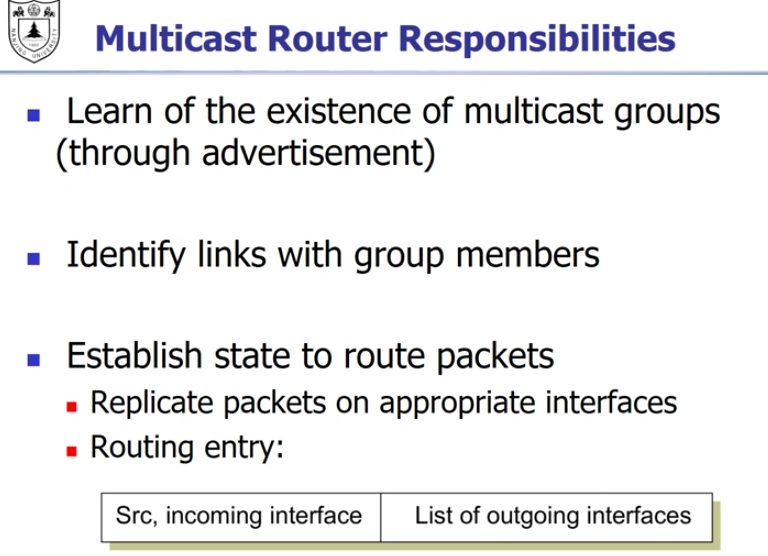 Multicast Router Responsibilities
Learn of the existence of multicast groups
(through advertisement)
Identify links with group members
Establish state to route packets
Replicate packets on appropriate interfaces
Routing entry:
Src, incoming interface
List of outgoing interfaces